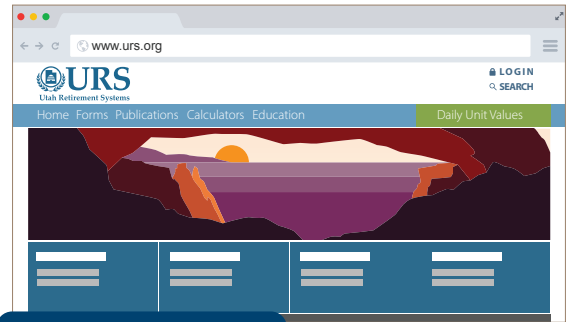 www.urs.org
URS
Utah Retirement Systems
LOGIN
SEARCH
Home Forms Publications Calculators Education
Daily Unit Values